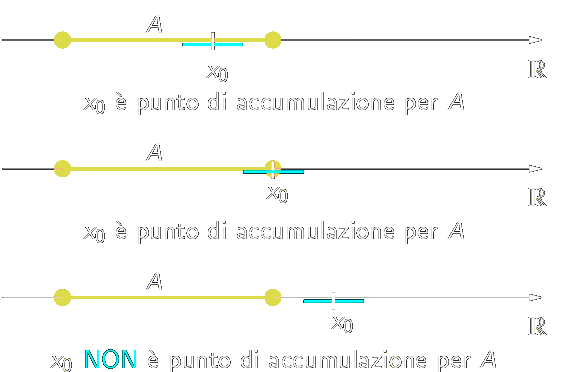 A
x₀
ℝ
x₀ è punto di accumulazione per A
A
x₀
ℝ
x₀ è punto di accumulazione per A
A
x₀
ℝ
x₀ NON è punto di accumulazione per A